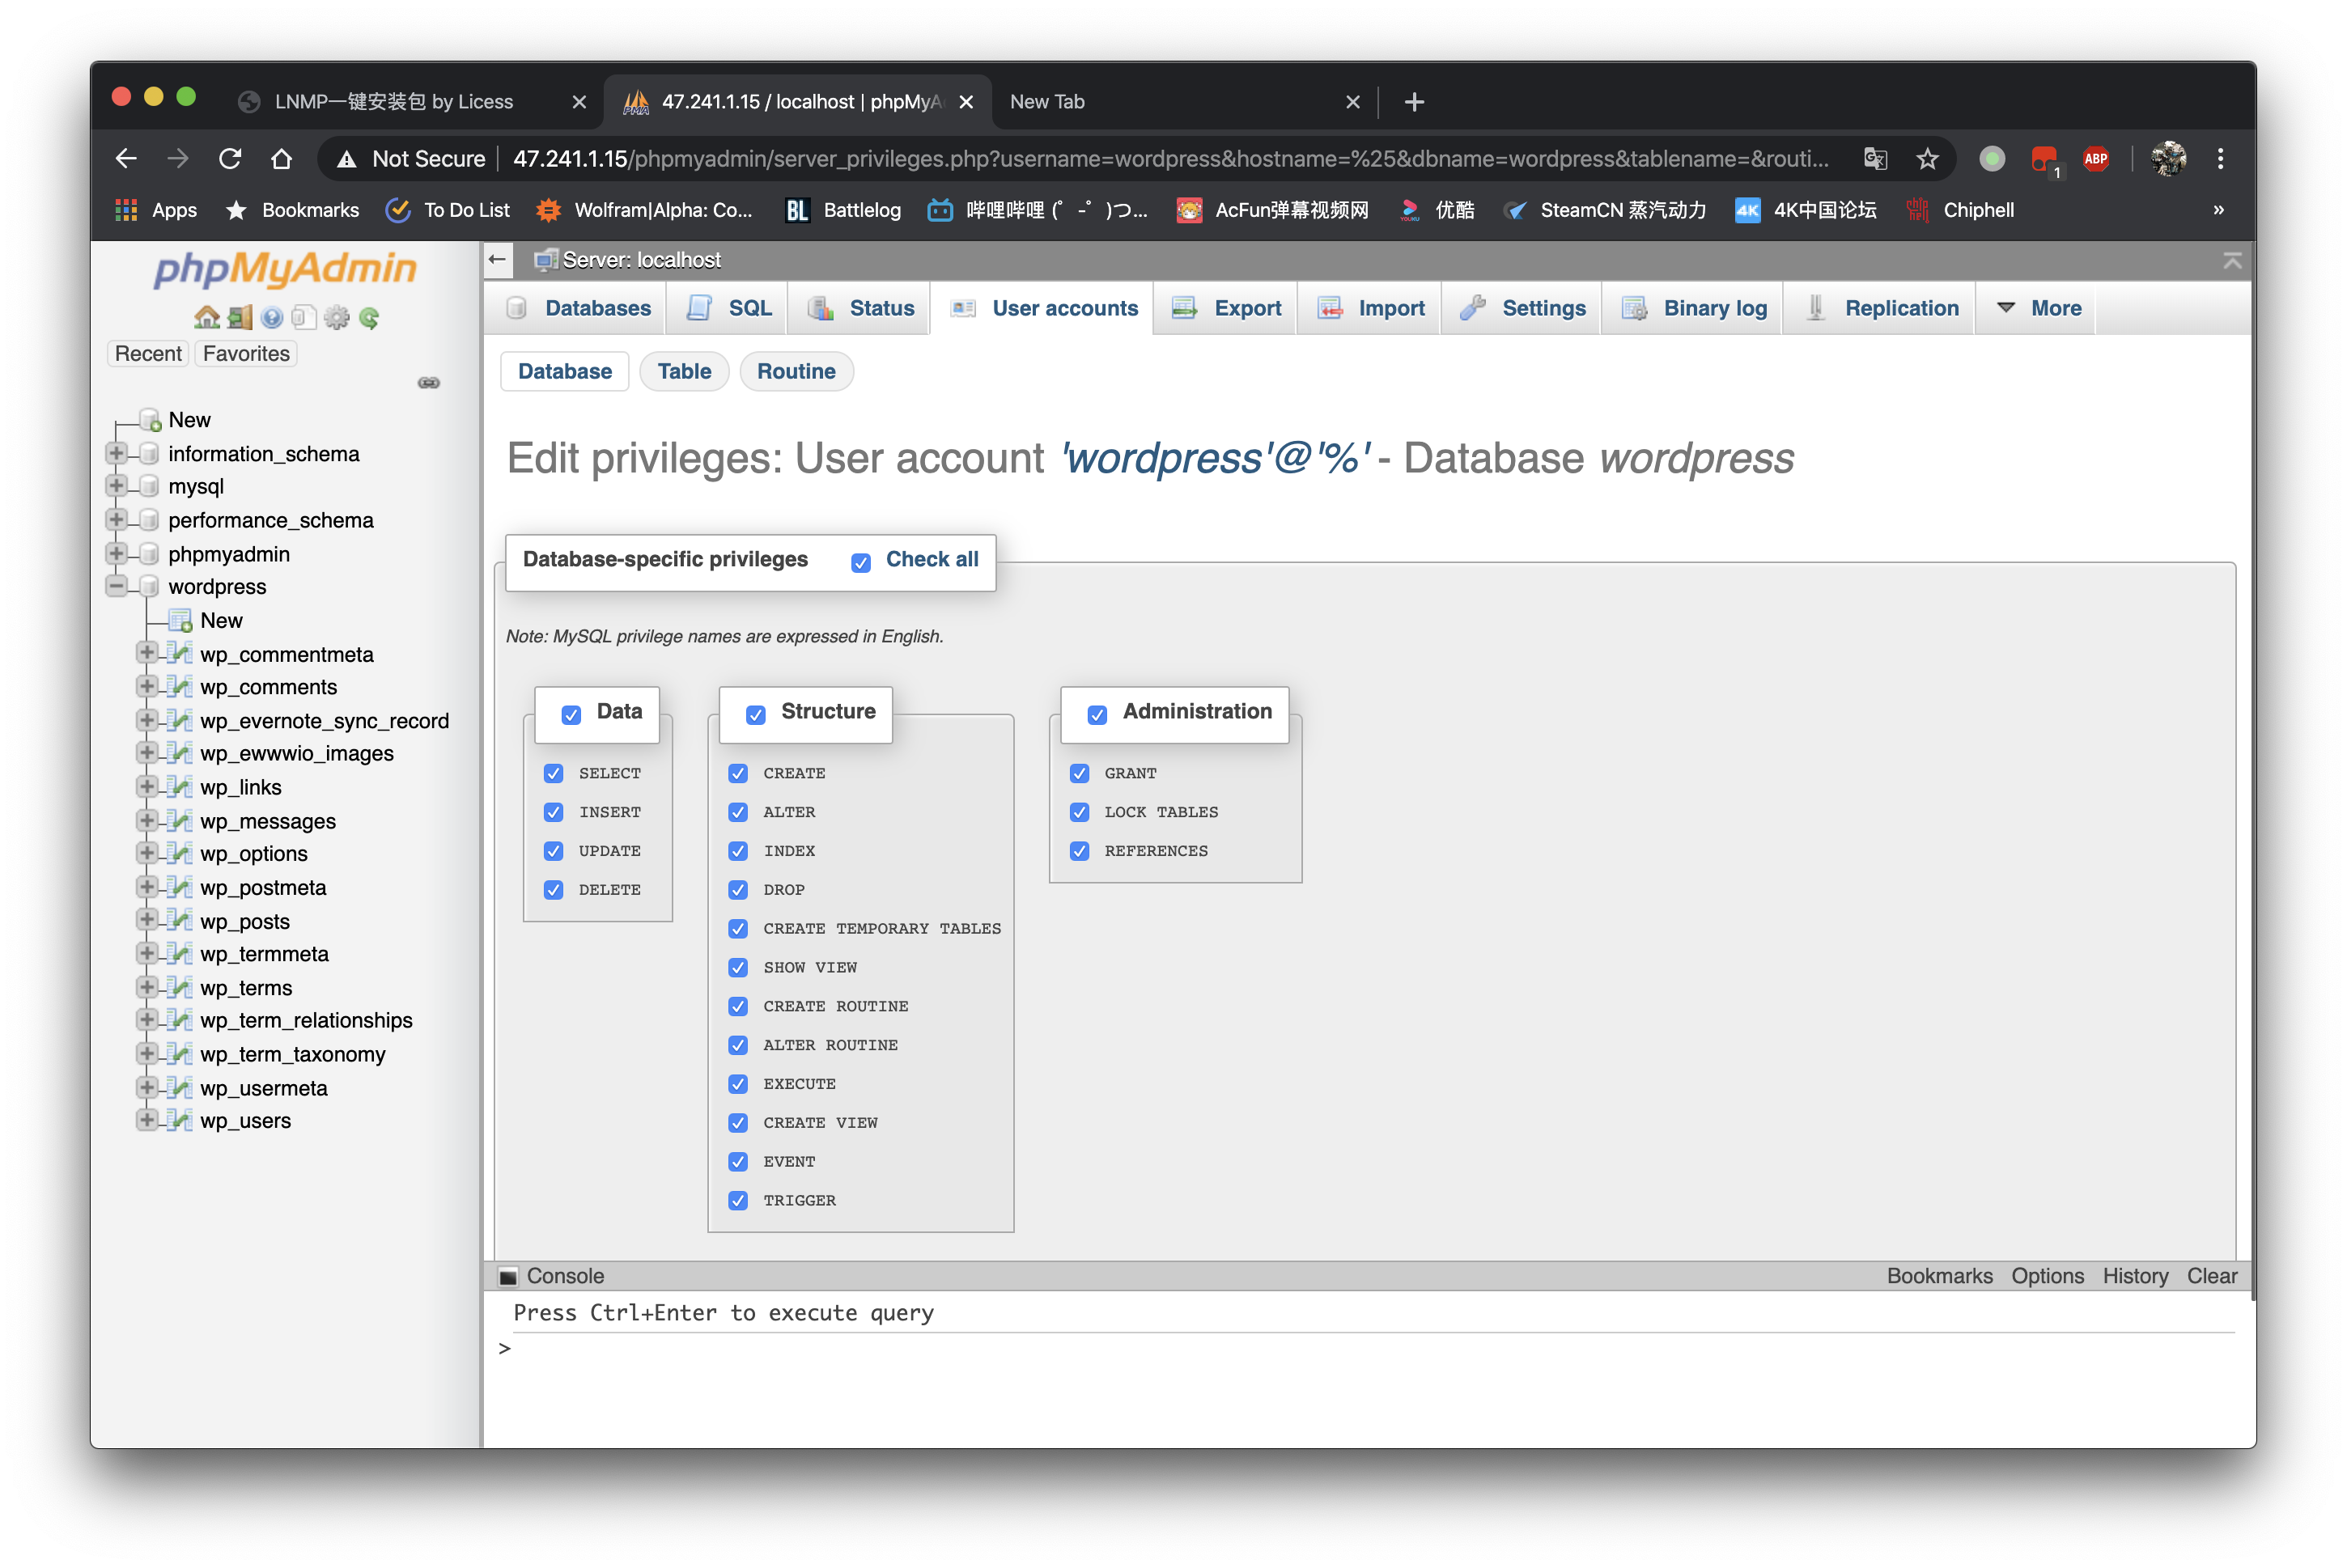 LNMP一键安装包 by Licess
47.241.1.15 / localhost | phpMyA
New Tab
Not Secure
47.241.1.15/phpmyadmin/server_privileges.php?username=wordpress&hostname=%25&dbname=wordpress&tablename=&routi...
1
ABP
Apps
Bookmarks
To Do List
Wolfram|Alpha: Co...
BL
Battlelog
哔哩哔哩 (゜-゜)つ...
AcFun弹幕视频网
YOUKU
优酷
SteamCN 蒸汽动力
4K
4K中国论坛
Chiphell
»
phpMyAdmin
Recent
Favorites
New
information_schema
mysql
performance_schema
phpmyadmin
wordpress
New
wp_commentmeta
wp_comments
wp_evernote_sync_record
wp_ewwwio_images
wp_links
wp_messages
wp_options
wp_postmeta
wp_posts
wp_termmeta
wp_terms
wp_term_relationships
wp_term_taxonomy
wp_usermeta
wp_users
Server: localhost
Databases
SQL
Status
User accounts
Export
Import
Settings
Binary log
Replication
More
Database
Table
Routine
Edit privileges: User account 'wordpress'@'%' - Database wordpress
Database-specific privileges
Check all
Note: MySQL privilege names are expressed in English.
Data
SELECT
INSERT
UPDATE
DELETE
Structure
CREATE
ALTER
INDEX
DROP
CREATE TEMPORARY TABLES
SHOW VIEW
CREATE ROUTINE
ALTER ROUTINE
EXECUTE
CREATE VIEW
EVENT
TRIGGER
Administration
GRANT
LOCK TABLES
REFERENCES
Console
Bookmarks
Options
History
Clear
Press Ctrl+Enter to execute query
>